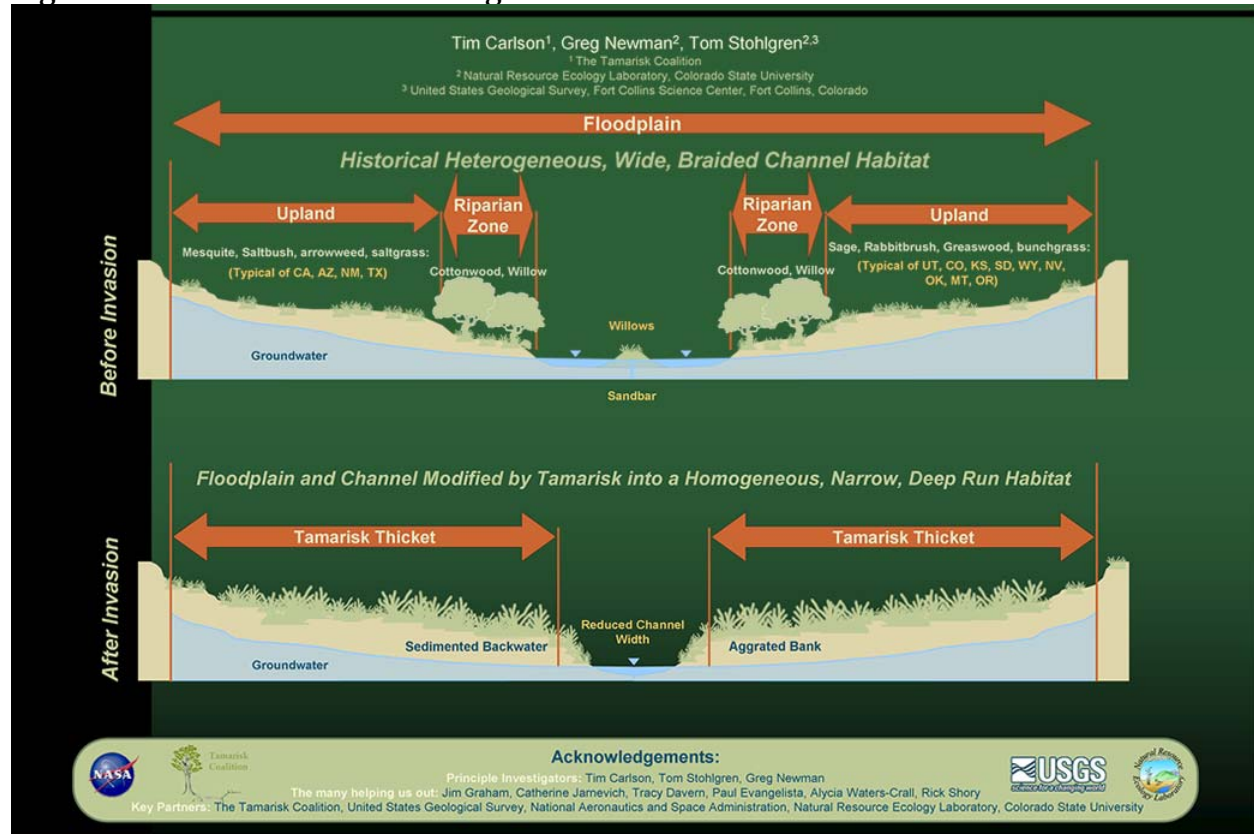 Tim Carlson1, Greg Newman2, Tom Stohlgren2,3
1 The Tamarisk Coalition
2 Natural Resource Ecology Laboratory, Colorado State University
3 United States Geological Survey, Fort Collins Science Center, Fort Collins, Colorado
Floodplain
Historical Heterogeneous, Wide, Braided Channel Habitat
Before Invasion
Upland
Riparian
Zone
Riparian
Zone
Upland
Mesquite, Saltbush, arrowweed, saltgrass:
(Typical of CA, AZ, NM, TX)
Cottonwood, Willow
Cottonwood, Willow
Sage, Rabbitbrush, Greaswood, bunchgrass:
(Typical of UT, CO, KS, SD, WY, NV,
OK, MT, OR)
Willows
Groundwater
Sandbar
Floodplain and Channel Modified by Tamarisk into a Homogeneous, Narrow, Deep Run Habitat
After Invasion
Tamarisk Thicket
Tamarisk Thicket
Reduced Channel
Width
Sedimented Backwater
Aggrated Bank
Groundwater
NASA
Tamarisk
Coalition
Acknowledgements:
Principle Investigators: Tim Carlson, Tom Stohlgren, Greg Newman
The many helping us out: Jim Graham, Catherine Jarnevich, Tracy Davern, Paul Evangelista, Alycia Waters-Crall, Rick Shory
Key Partners: The Tamarisk Coalition, United States Geological Survey, National Aeronautics and Space Administration, Natural Resource Ecology Laboratory, Colorado State University
USGS
science for a changing world
Natural Resource
Ecology Laboratory